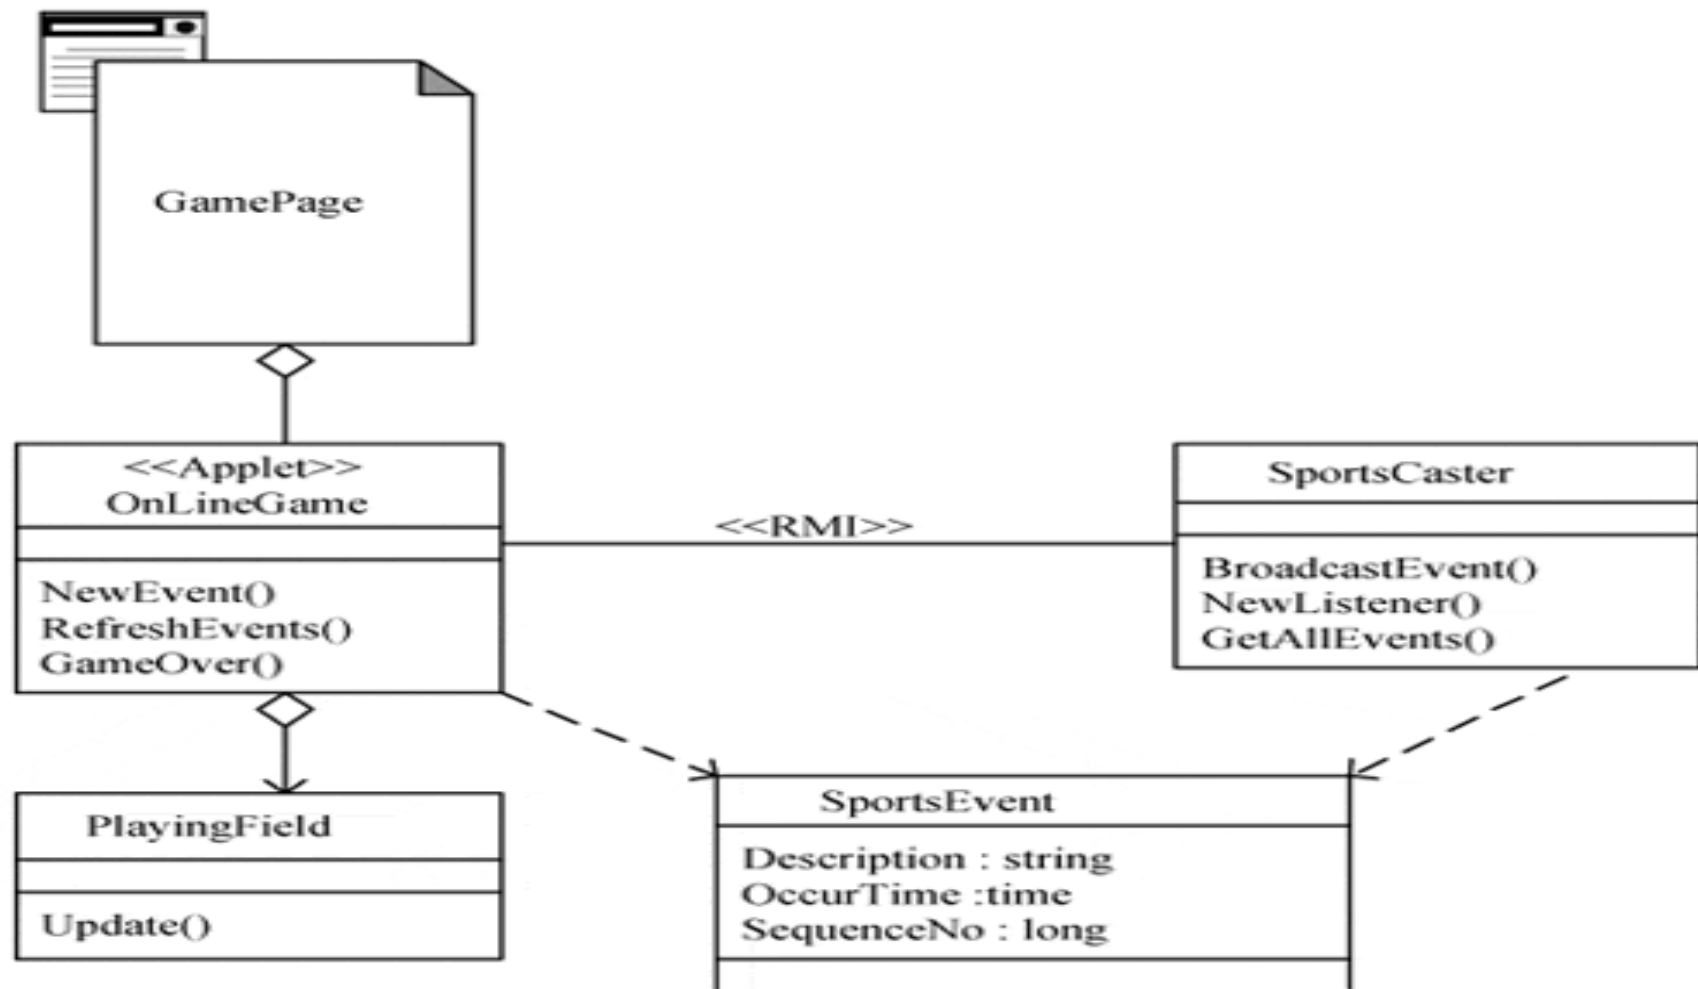 GamePage
<<Applet>>
OnLineGame
NewEvent()
RefreshEvents()
GameOver()
<<RMI>>
SportsCaster
BroadcastEvent()
NewListener()
GetAllEvents()
PlayingField
Update()
SportsEvent
Description : string
OccurTime :time
SequenceNo : long